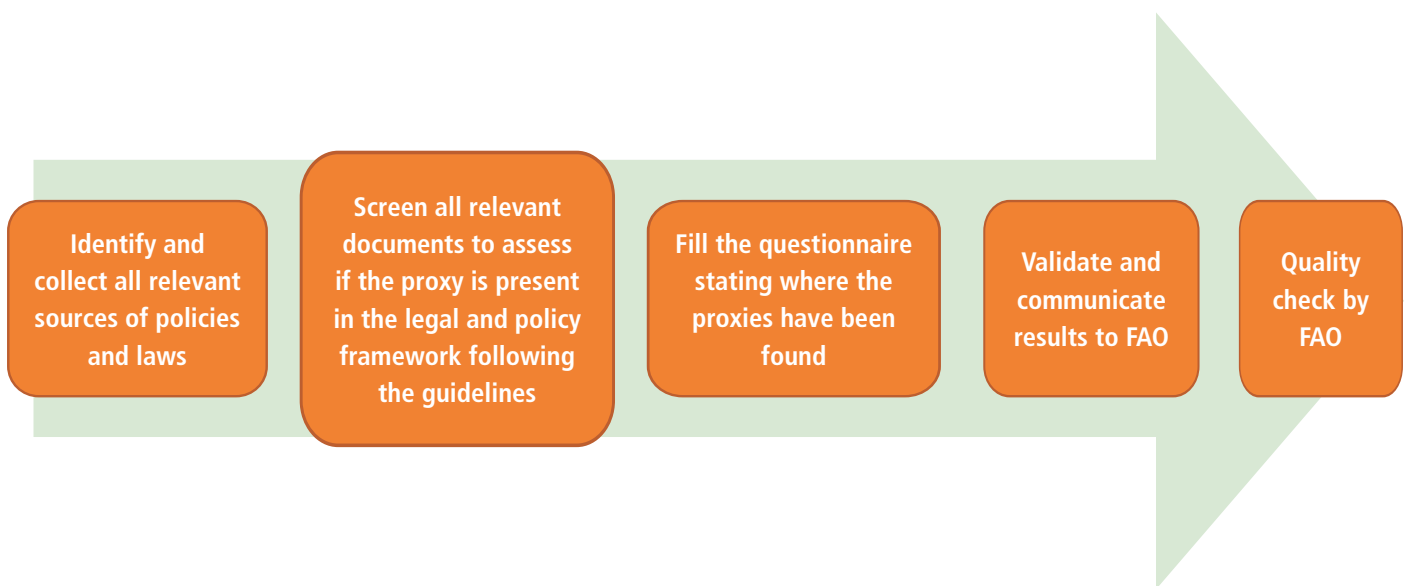 Identify and
collect all relevant
sources of policies
and laws
Screen all relevant
documents to assess
if the proxy is present
in the legal and policy
framework following
the guidelines
Fill the questionnaire
stating where the
proxies have been
found
Validate and
communicate
results to FAO
Quality
check by
FAO